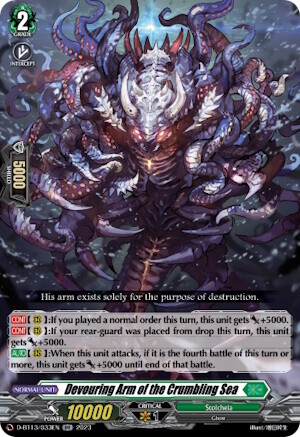 2
GRADE
INTERCEPT
5000
SHIELD
His arm exists solely for the purpose of destruction.
CONT【】:If you played a normal order this turn, this unit gets +5000.
CONT【】:If your rear-guard was placed from drop this turn, this unit
gets +5000.
AUTO【】:When this unit attacks, if it is the fourth battle of this turn or
more, this unit gets +5000 until end of that battle.
NORMAL UNIT
Devouring Arm of the Crumbling Sea
POWER
10000
CRITICAL
1
Stoicheia
Ghost
D-BT13/033EN
2023